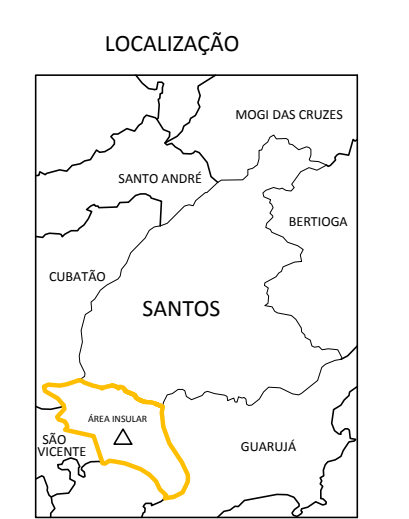 LOCALIZAÇÃO
MOGI DAS CRUZES
SANTO ANDRÉ
BERTIOGA
CUBATÃO
SANTOS
ÁREA INSULAR
SÃO
VICENTE
GUARUJÁ